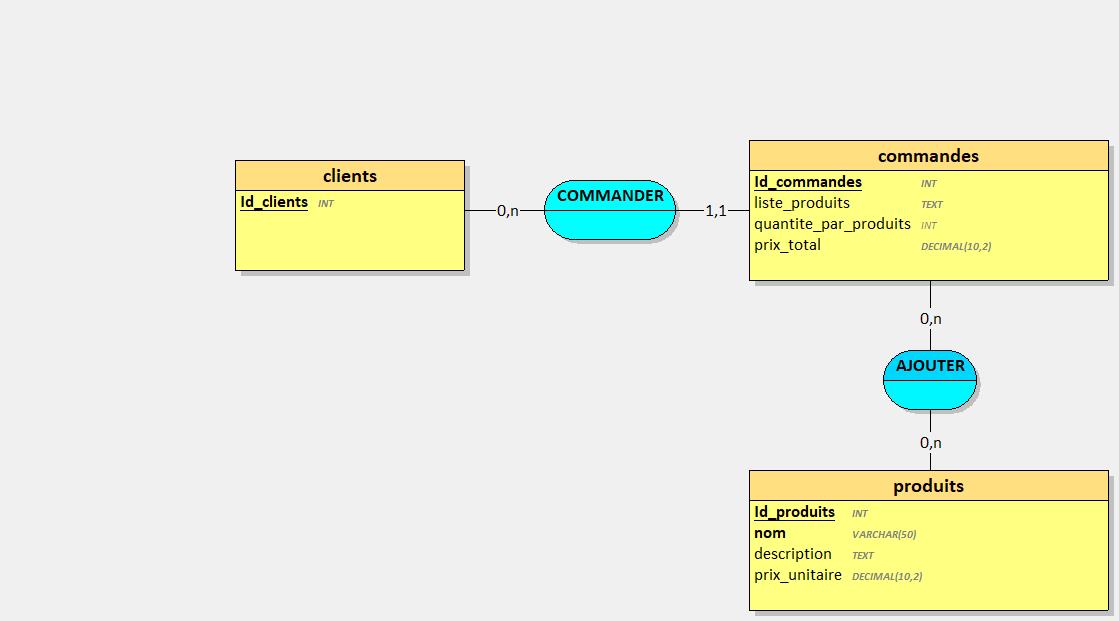 clients
Id_clients INT
0,n
COMMANDER
1,1
commandes
Id_commandes INT
liste_produits TEXT
quantite_par_produits INT
prix_total DECIMAL(10,2)
0,n
AJOUTER
0,n
produits
Id_produits INT
nom VARCHAR(50)
description TEXT
prix_unitaire DECIMAL(10,2)